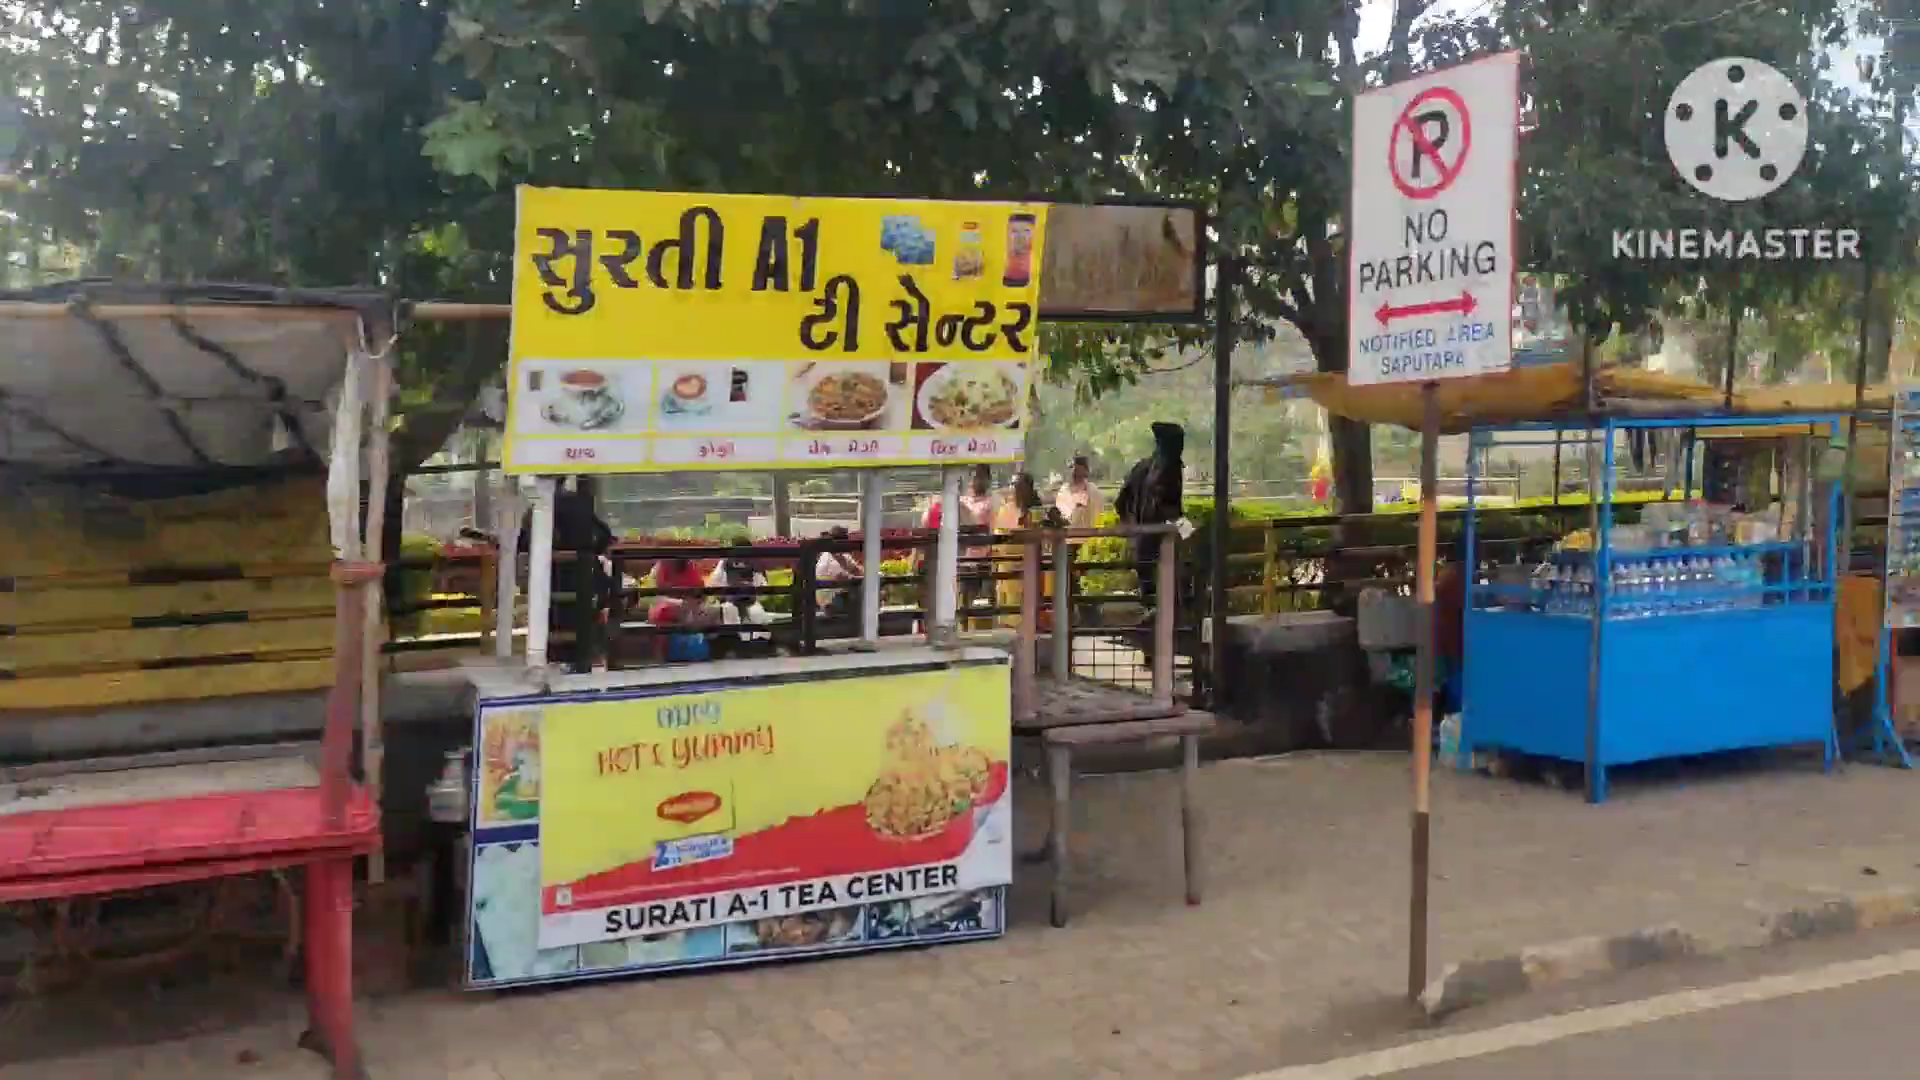 સુરતી A1
ટી સેન્ટર
ચાય
કોફી
મેગી
મેગી
HOT & yummy
SURATI A-1 TEA CENTER
NO
PARKING
NOTIFIED AREA
SAPUTARA
K
KINEMASTER